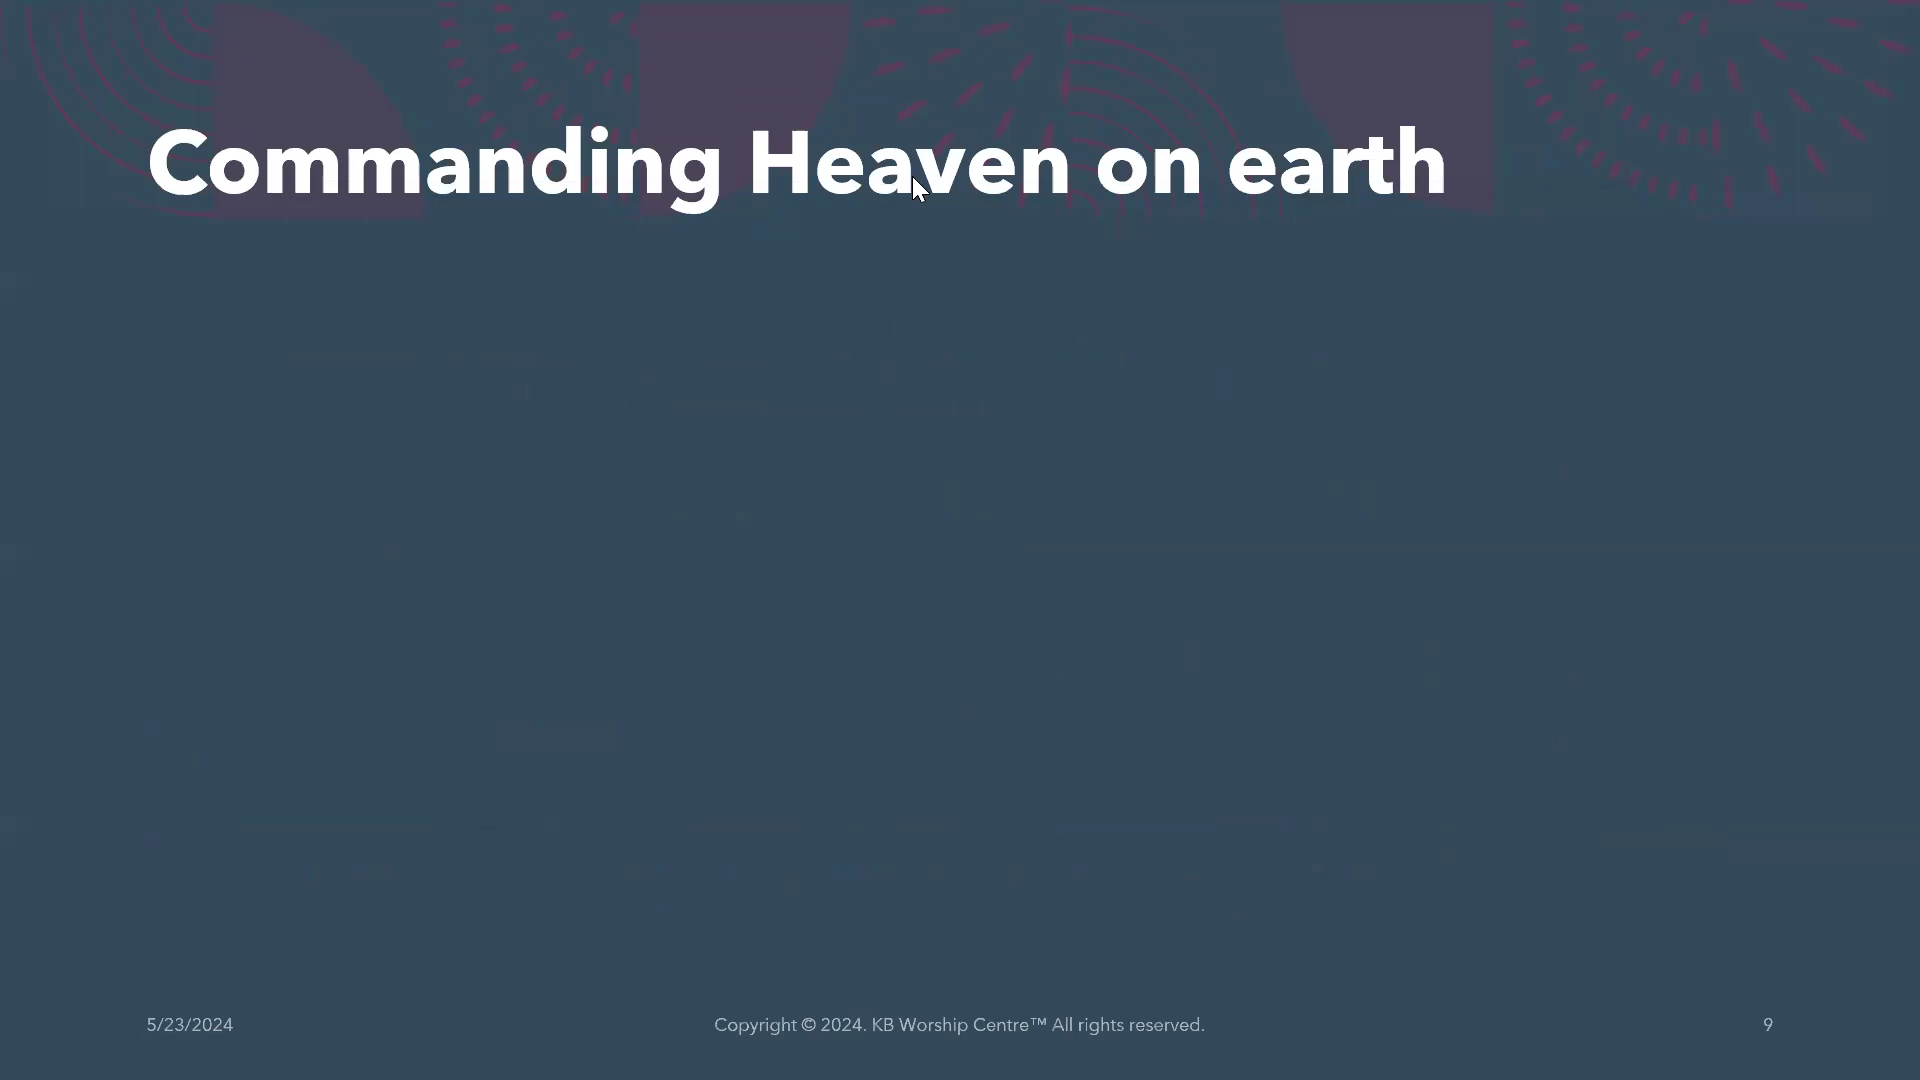 Commanding Heaven on earth
5/23/2024
Copyright © 2024. KB Worship Centre™ All rights reserved.
9